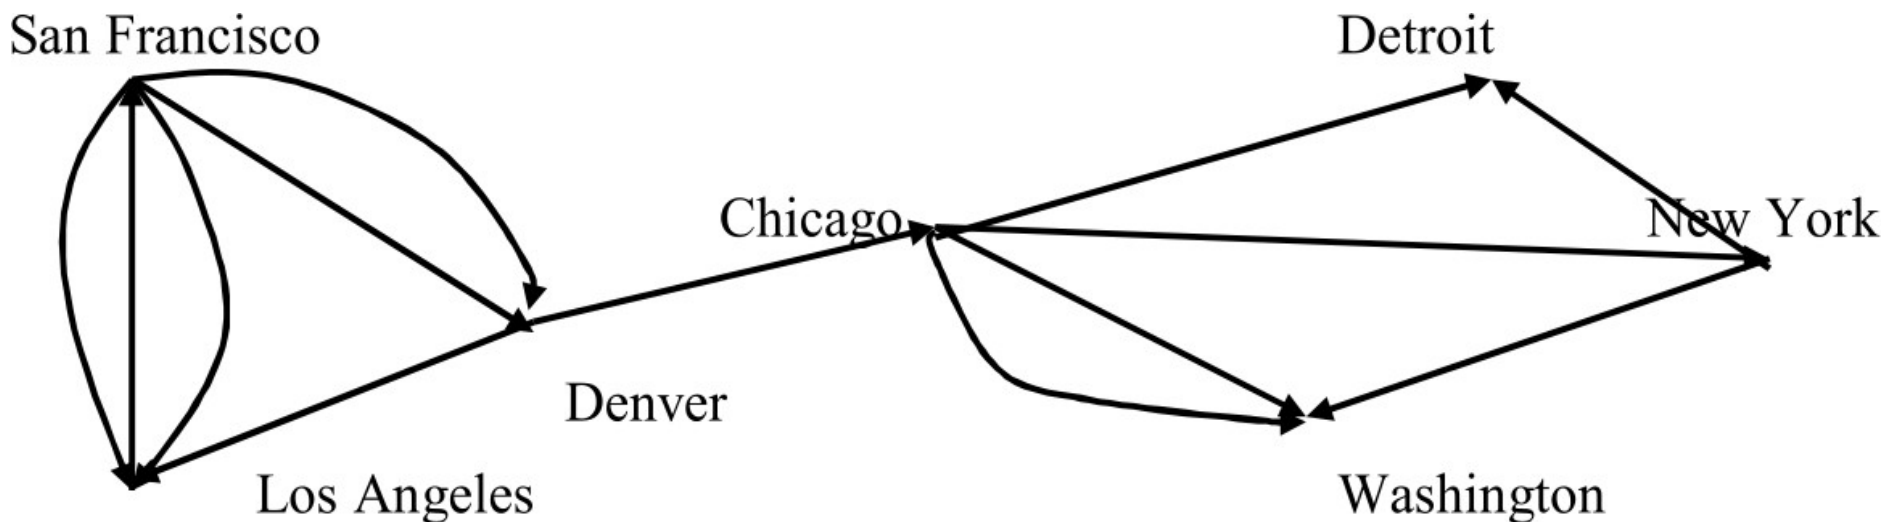 San Francisco
Detroit
Chicago
New York
Denver
Los Angeles
Washington